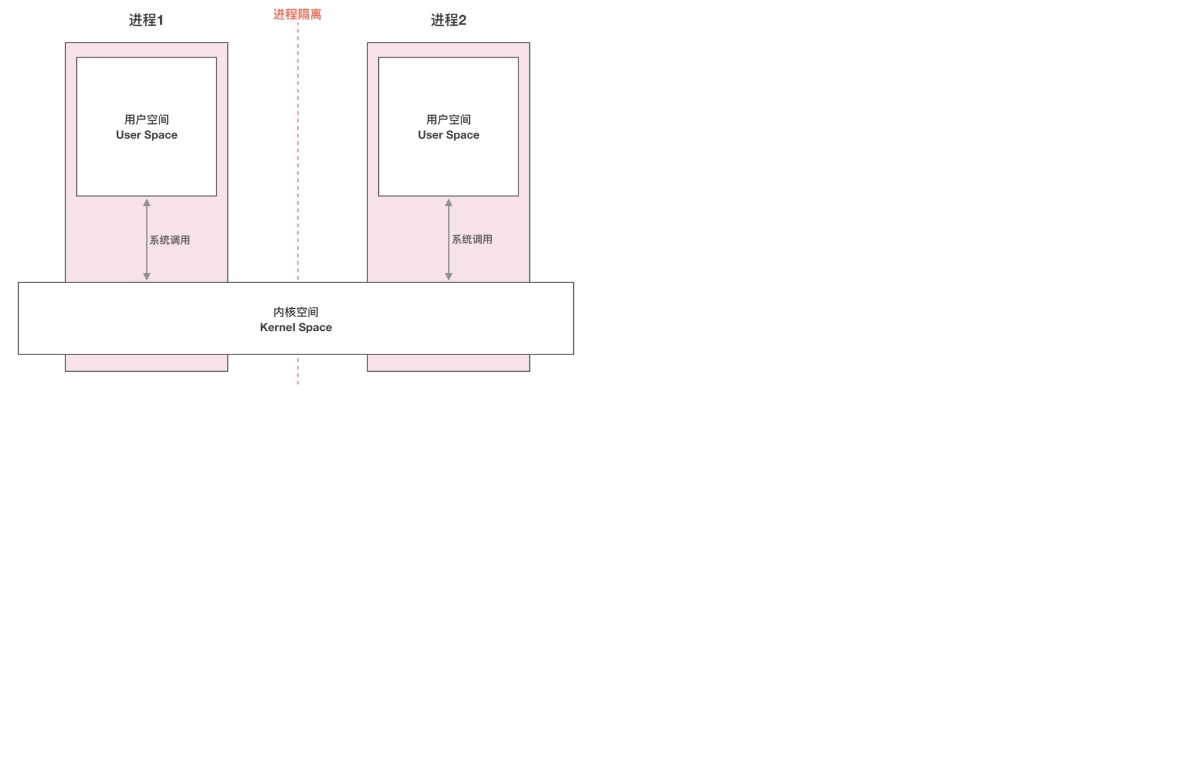 进程1
进程隔离
进程2
用户空间
User Space
用户空间
User Space
系统调用
系统调用
内核空间
Kernel Space